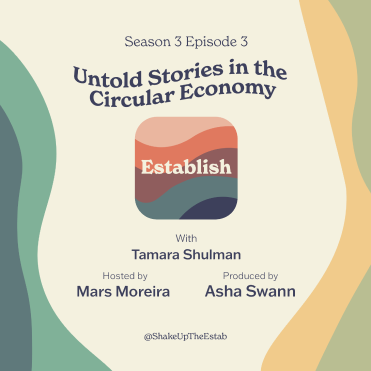 Season 3 Episode 3
Untold Stories in the
Circular Economy
Establish
With
Tamara Shulman
Hosted by
Mars Moreira
Produced by
Asha Swann
@ShakeUpTheEstab